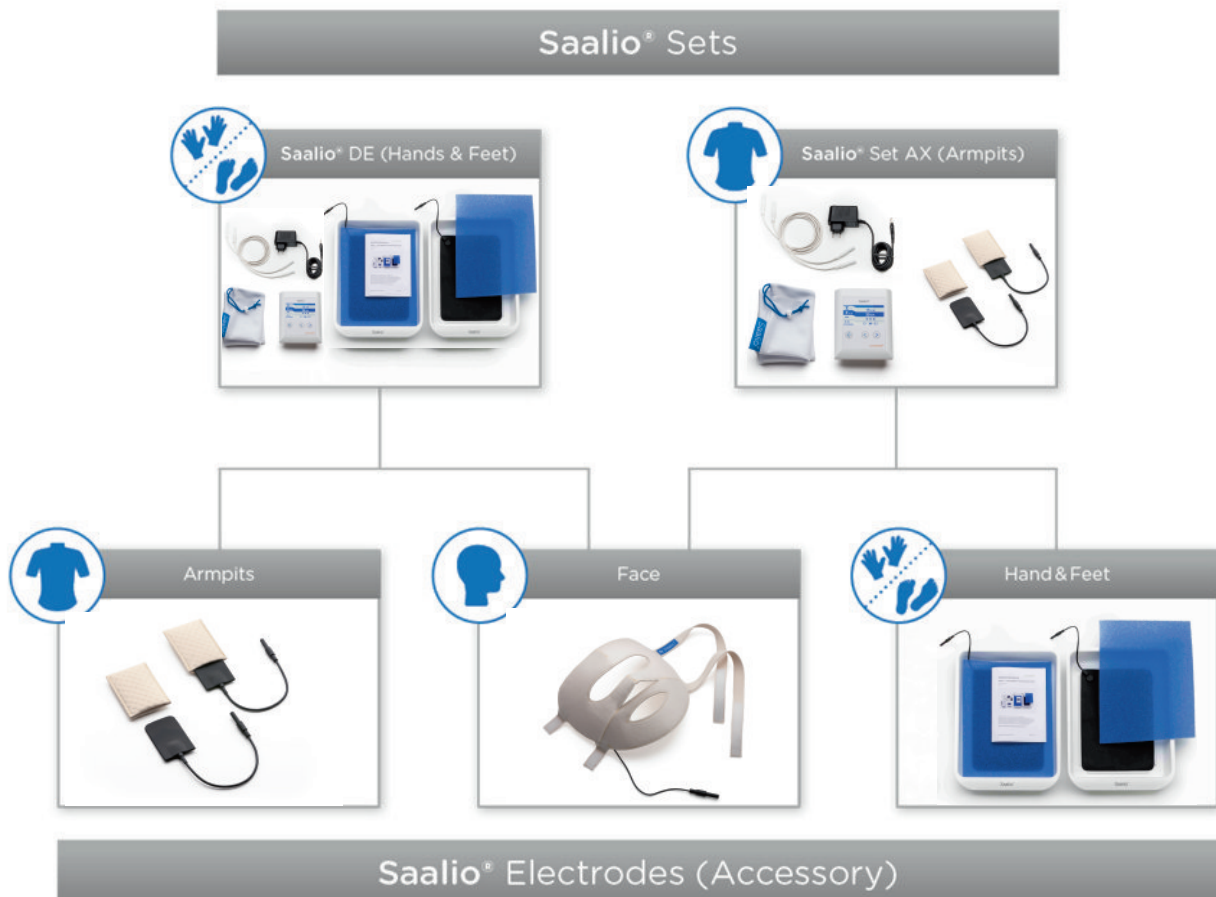 Saalio® Sets
Saalio® DE (Hands & Feet)
Saalio® Set AX (Armpits)
Armpits
Face
Hand & Feet
Saalio® Electrodes (Accessory)